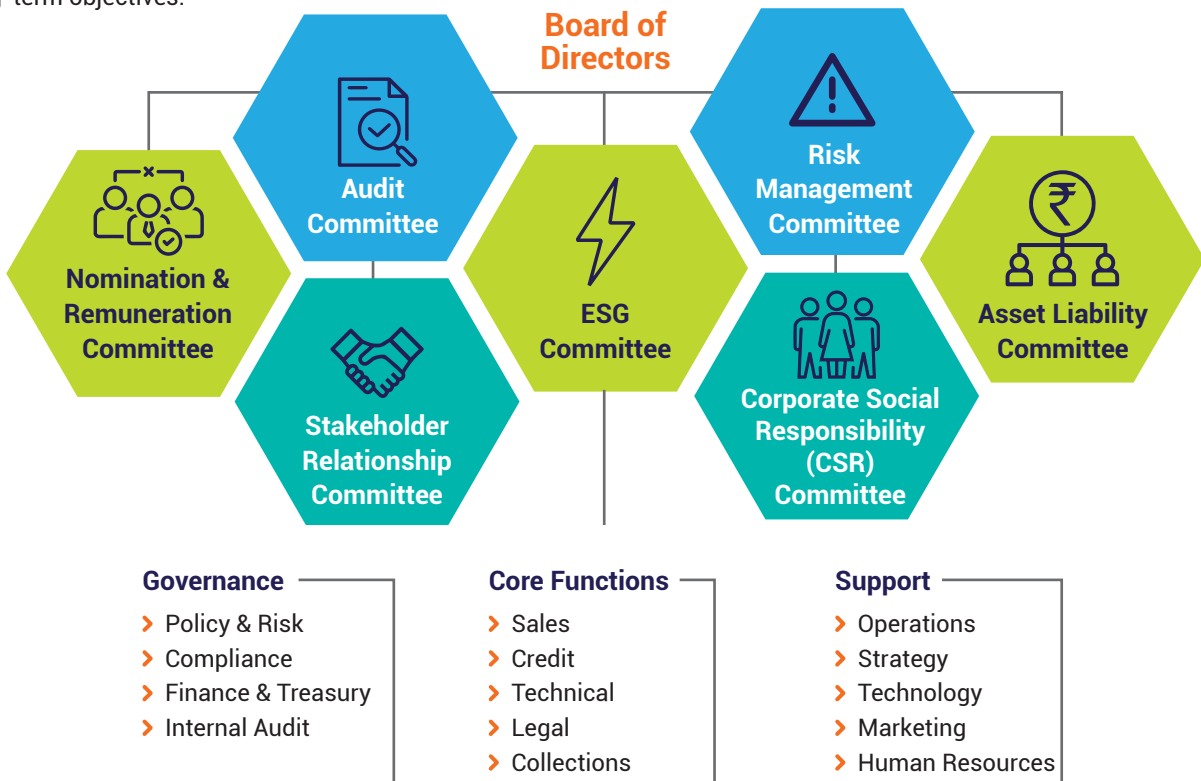 term objectives.
Board of
Directors
Audit
Committee
Risk
Management
Committee
Nomination &
Remuneration
Committee
ESG
Committee
Asset Liability
Committee
Stakeholder
Relationship
Committee
Corporate Social
Responsibility
(CSR)
Committee
Governance
Policy & Risk
Compliance
Finance & Treasury
Internal Audit
Core Functions
Sales
Credit
Technical
Legal
Collections
Support
Operations
Strategy
Technology
Marketing
Human Resources